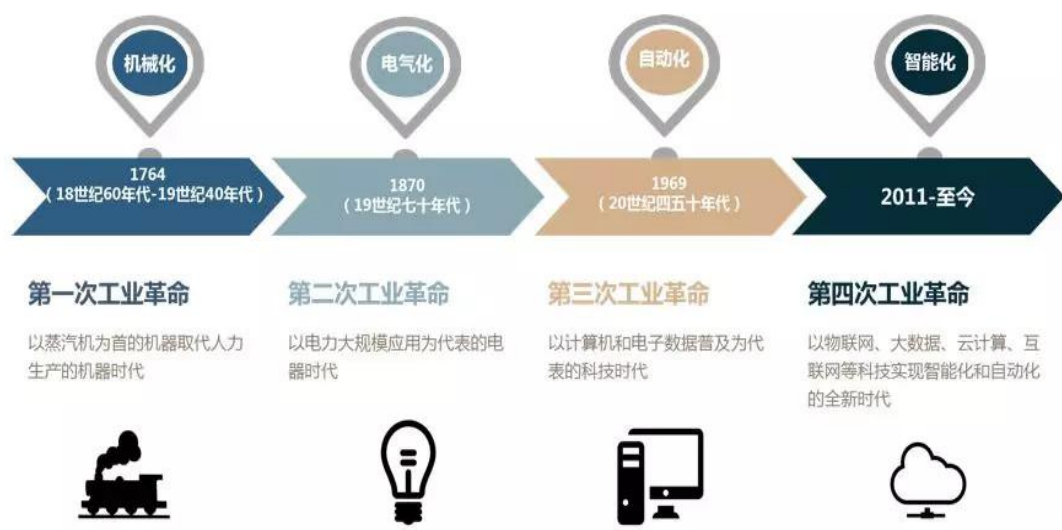 机械化
电气化
自动化
智能化
1764
（18世纪60年代-19世纪40年代）
1870
（19世纪七十年代）
1969
（20世纪四五十年代）
2011-至今
第一次工业革命
以蒸汽机为首的机器取代人力
生产的机器时代
第二次工业革命
以电力大规模应用为代表的电
器时代
第三次工业革命
以计算机和电子数据普及为代
表的科技时代
第四次工业革命
以物联网、大数据、云计算、互
联网等科技实现智能化和自动化
的全新时代